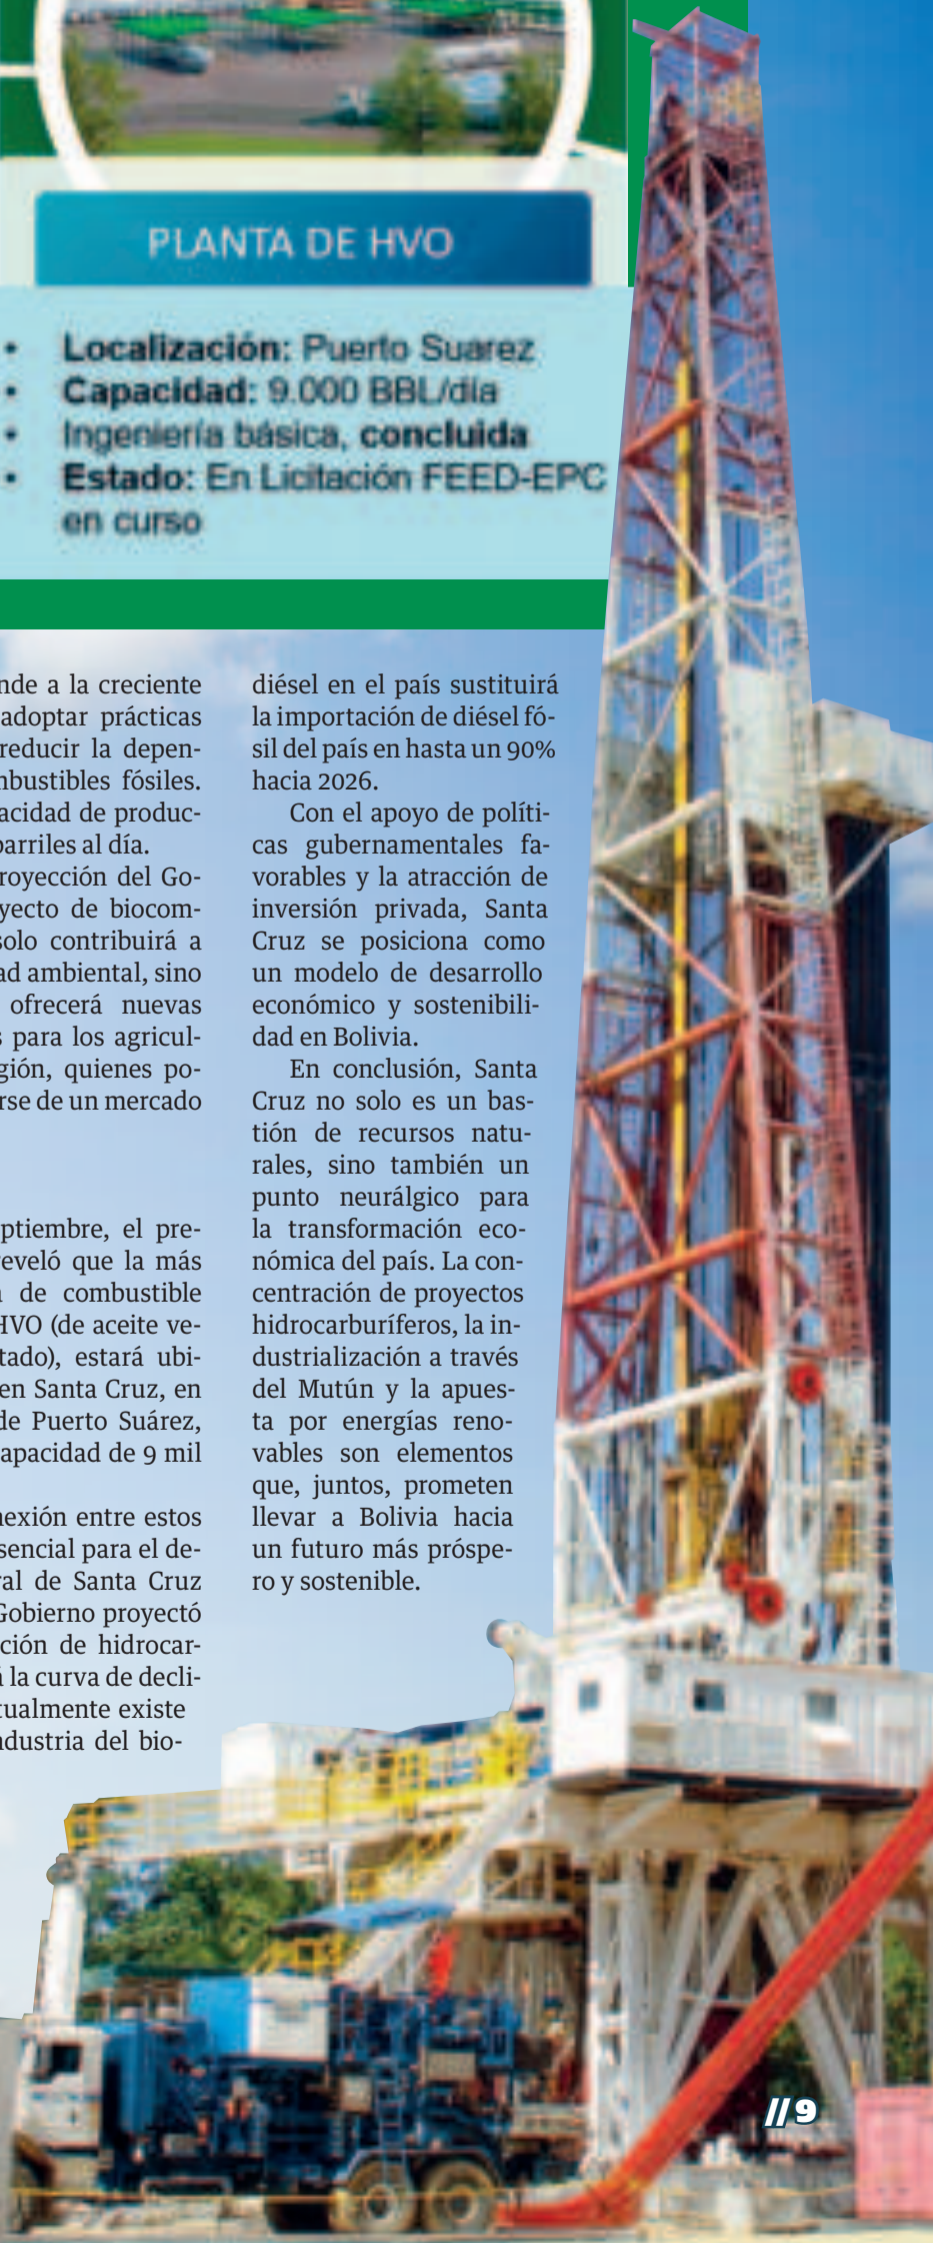 PLANTA DE HVO
• Localización: Puerto Suarez
• Capacidad: 9.000 BBL/día
• Ingeniería básica, concluida
• Estado: En Licitación FEED-EPC
en curso
nde a la creciente
adoptar prácticas
reducir la depen-
mbustibles fósiles.
acidad de produc-
barriles al día.
royección del Go-
yecto de biocom-
solo contribuirá a
ad ambiental, sino
ofrecerá nuevas
s para los agricul-
gión, quienes po-
rse de un mercado
ptiembre, el pre-
eveló que la más
de combustible
HVO (de aceite ve-
tado), estará ubi-
en Santa Cruz, en
de Puerto Suárez,
apacidad de 9 mil
nexión entre estos
sencial para el de-
ral de Santa Cruz
Gobierno proyectó
ción de hidrocar-
á la curva de decli-
tualmente existe
ndustria del bio-
diésel en el país sustituirá
la importación de diésel fó-
sil del país en hasta un 90%
hacia 2026.
Con el apoyo de políti-
cas gubernamentales fa-
vorables y la atracción de
inversión privada, Santa
Cruz se posiciona como
un modelo de desarrollo
económico y sostenibili-
dad en Bolivia.
En conclusión, Santa
Cruz no solo es un bas-
tión de recursos natu-
rales, sino también un
punto neurálgico para
la transformación eco-
nómica del país. La con-
centración de proyectos
hidrocarburíferos, la in-
dustrialización a través
del Mutún y la apues-
ta por energías reno-
vables son elementos
que, juntos, prometen
llevar a Bolivia hacia
un futuro más próspe-
ro y sostenible.
//9